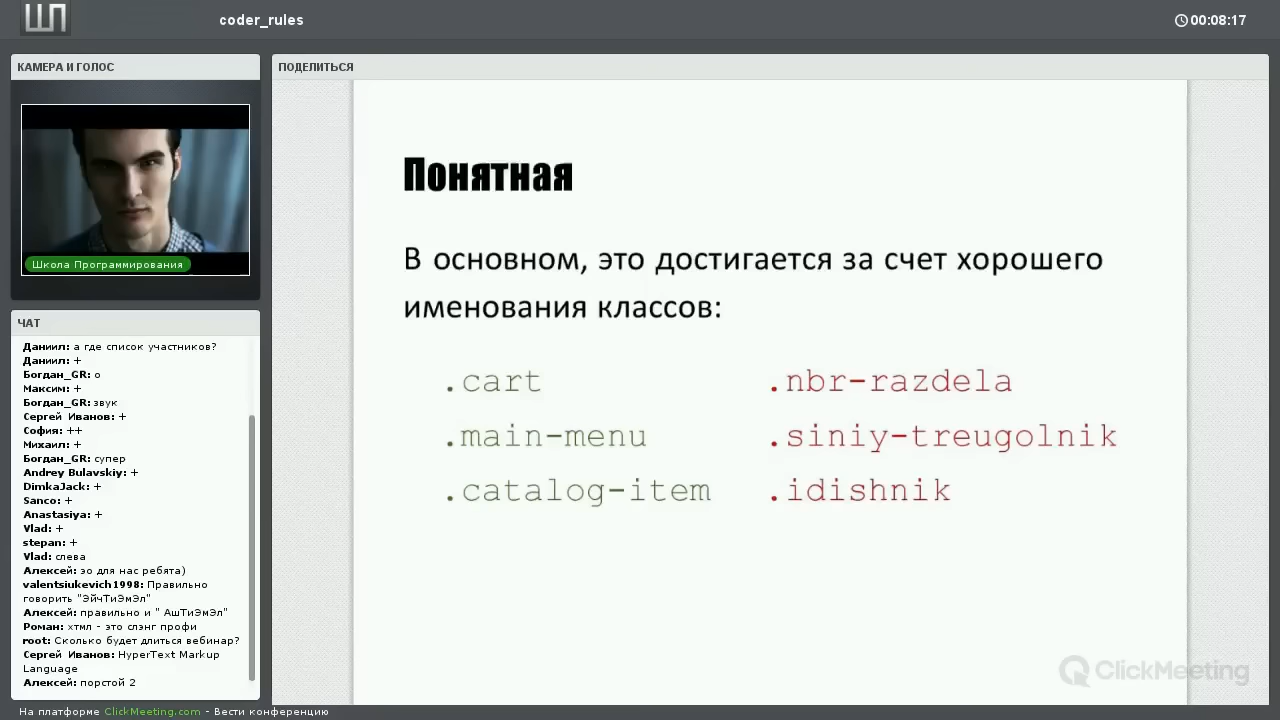 ШП
coder_rules
00:08:17
КАМЕРА И ГОЛОС
Школа Программирования
ЧАТ
Даниил: а где список участников?
Даниил: +
Богдан_GR: о
Максим: +
Богдан_GR: звук
Сергей Иванов: +
София: ++
Михаил: +
Богдан_GR: супер
Andrey Bulavskiy: +
DimkaJack: +
Sanco: +
Anastasiya: +
Vlad: +
stepan: +
Vlad: слева
Алексей: зо для нас ребята)
valentsiukevich1998: Правильно
говорить "ЭйчТиЭмЭл"
Алексей: правильно и " АшТиЭмЭл"
Роман: хтмл - это слэнг профи
root: Сколько будет длиться вебинар?
Сергей Иванов: HyperText Markup
Language
Алексей: порстой 2
ПОДЕЛИТЬСЯ
Понятная
В основном, это достигается за счет хорошего
именования классов:
.cart .nbr-razdela
.main-menu .siniy-treugolnik
.catalog-item .idishnik
ClickMeeting
На платформе ClickMeeting.com - Вести конференцию